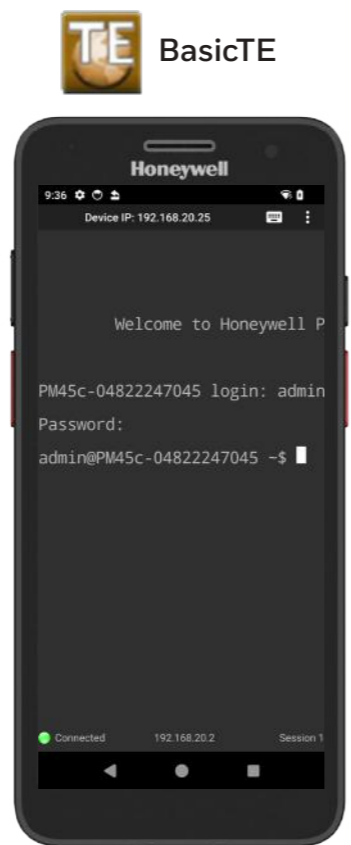 TE BasicTE
Honeywell
9:36
Device IP: 192.168.20.25
Welcome to Honeywell P
PM45c-04822247045 login: admin
Password:
admin@PM45c-04822247045 ~$
Connected 192.168.20.2 Session 1